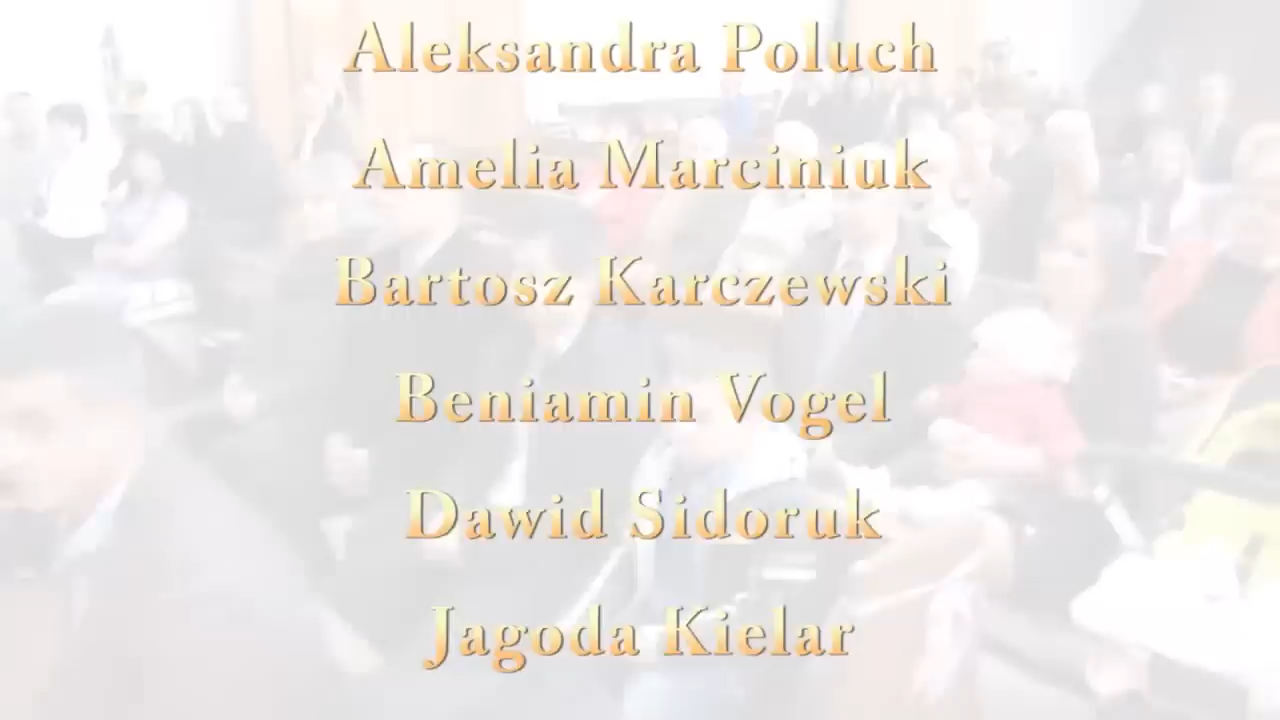 Aleksandra Poluch
Amelia Marciniuk
Bartosz Karczewski
Beniamin Vogel
Dawid Sidoruk
Jagoda Kielar